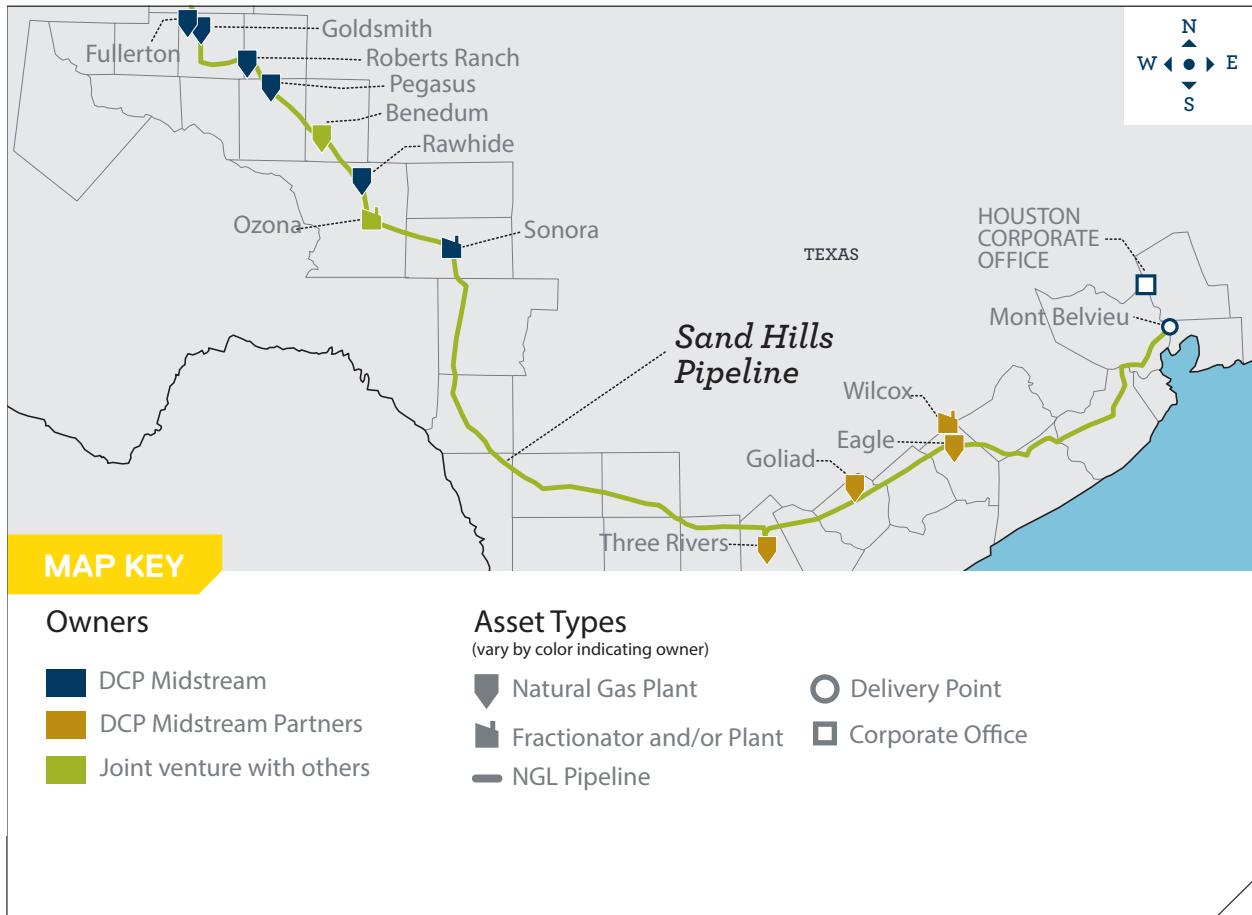 Goldsmith
Fullerton
Roberts Ranch
Pegasus
Benedum
Rawhide
Ozona
Sonora
N
W
E
S
TEXAS
HOUSTON
CORPORATE
OFFICE
Mont Belvieu
Sand Hills
Pipeline
Wilcox
Eagle
Goliad
Three Rivers
MAP KEY
Owners
DCP Midstream
DCP Midstream Partners
Joint venture with others
Asset Types
(vary by color indicating owner)
Natural Gas Plant
Fractionator and/or Plant
NGL Pipeline
Delivery Point
Corporate Office